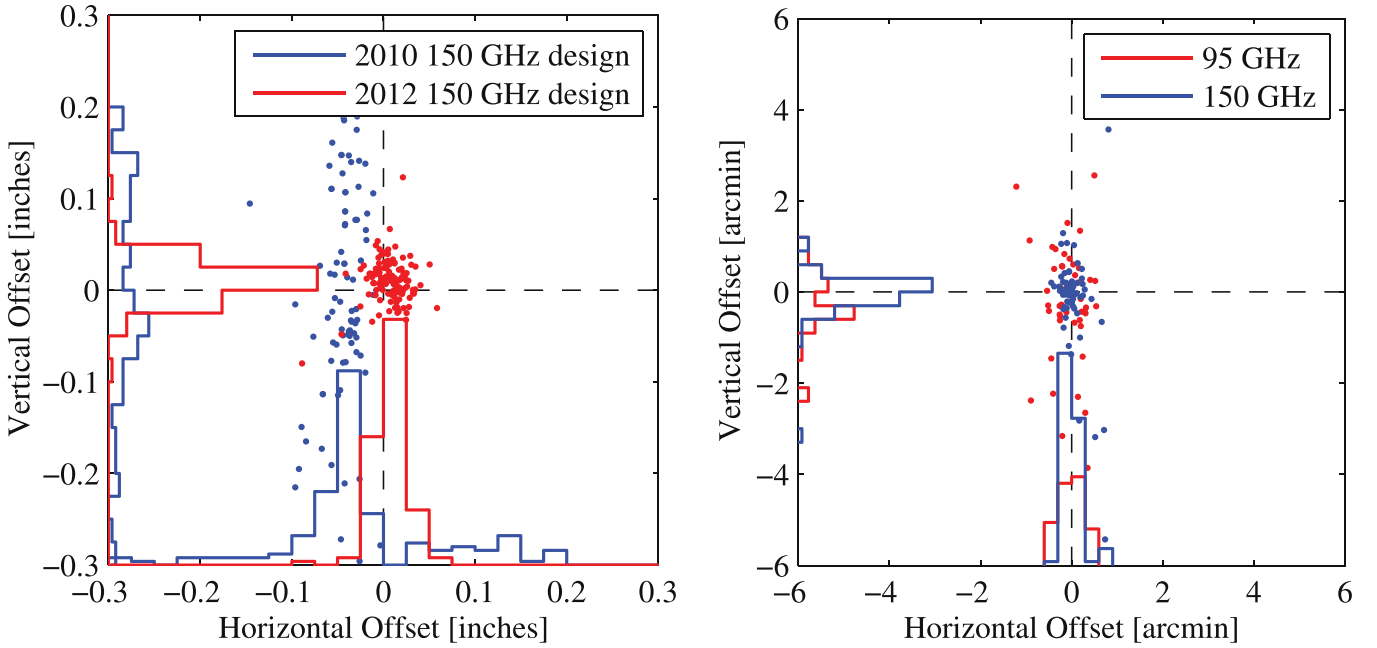 0.3
0.2
0.1
0
−0.1
−0.2
−0.3
Vertical Offset [inches]
2010 150 GHz design
2012 150 GHz design
−0.3 −0.2 −0.1 0 0.1 0.2 0.3
Horizontal Offset [inches]
6
4
2
0
−2
−4
−6
Vertical Offset [arcmin]
95 GHz
150 GHz
−6 −4 −2 0 2 4 6
Horizontal Offset [arcmin]